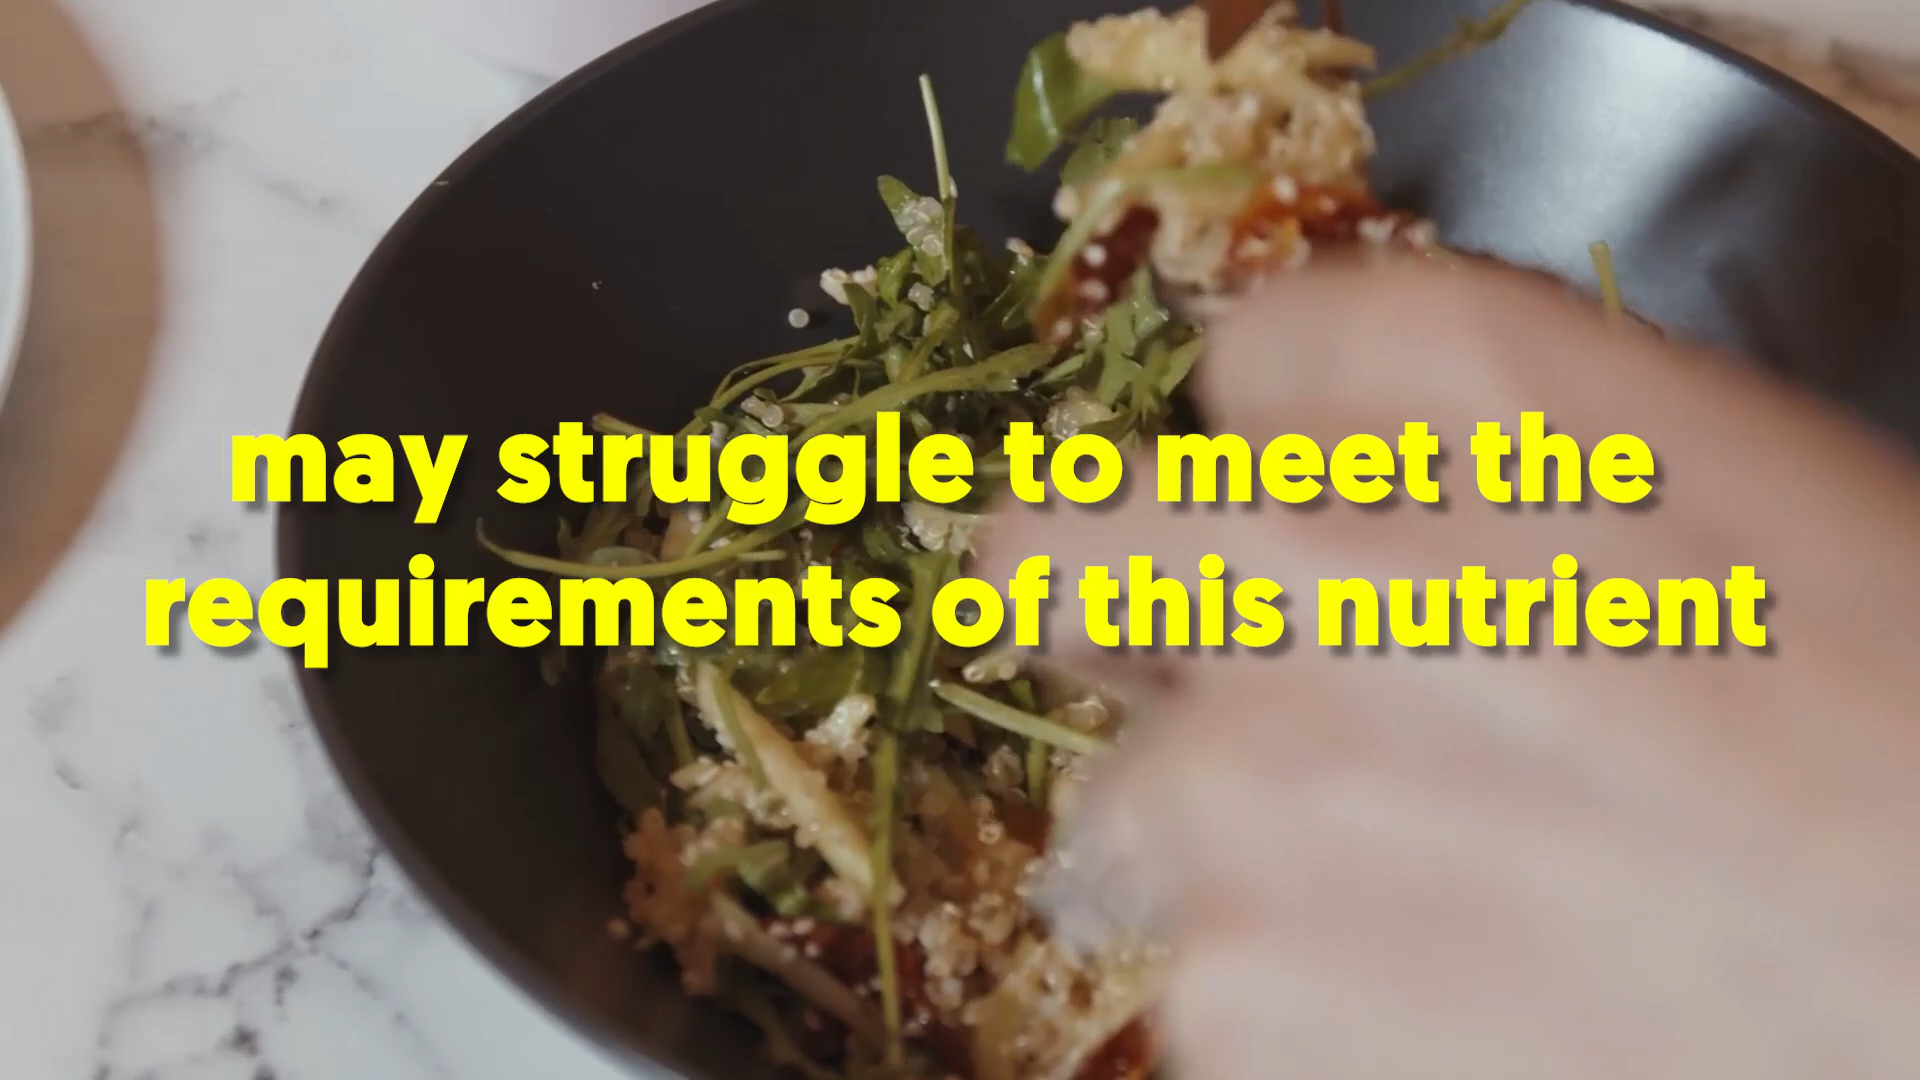 may struggle to meet the
requirements of this nutrient